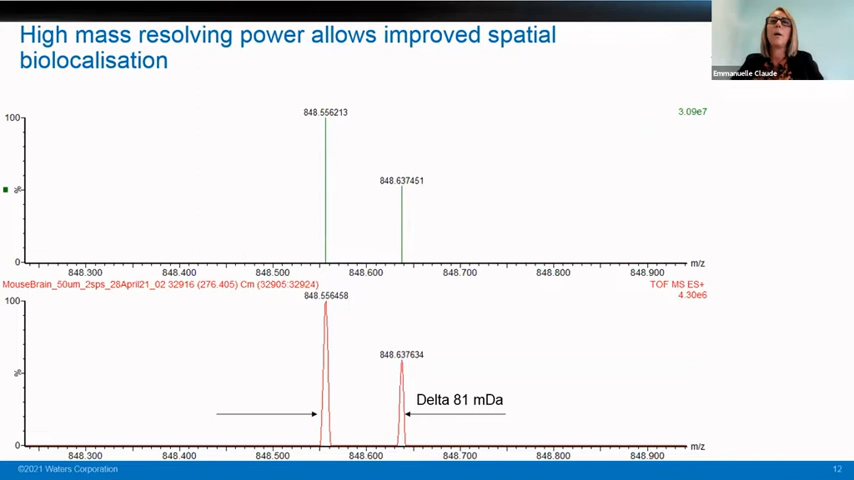 High mass resolving power allows improved spatial
biolocalisation
Emmanuelle Claude
848.556213
3.09e7
100
848.637451
%
0
848.300 848.400 848.500 848.600 848.700 848.800 848.900 m/z
MouseBrain_50um_2sps_28April21_02 32916 (276.405) Cm (32905:32924)
TOF MS ES+
4.30e6
848.556458
100
848.637634
%
Delta 81 mDa
0
848.300 848.400 848.500 848.600 848.700 848.800 848.900 m/z
©2021 Waters Corporation
12